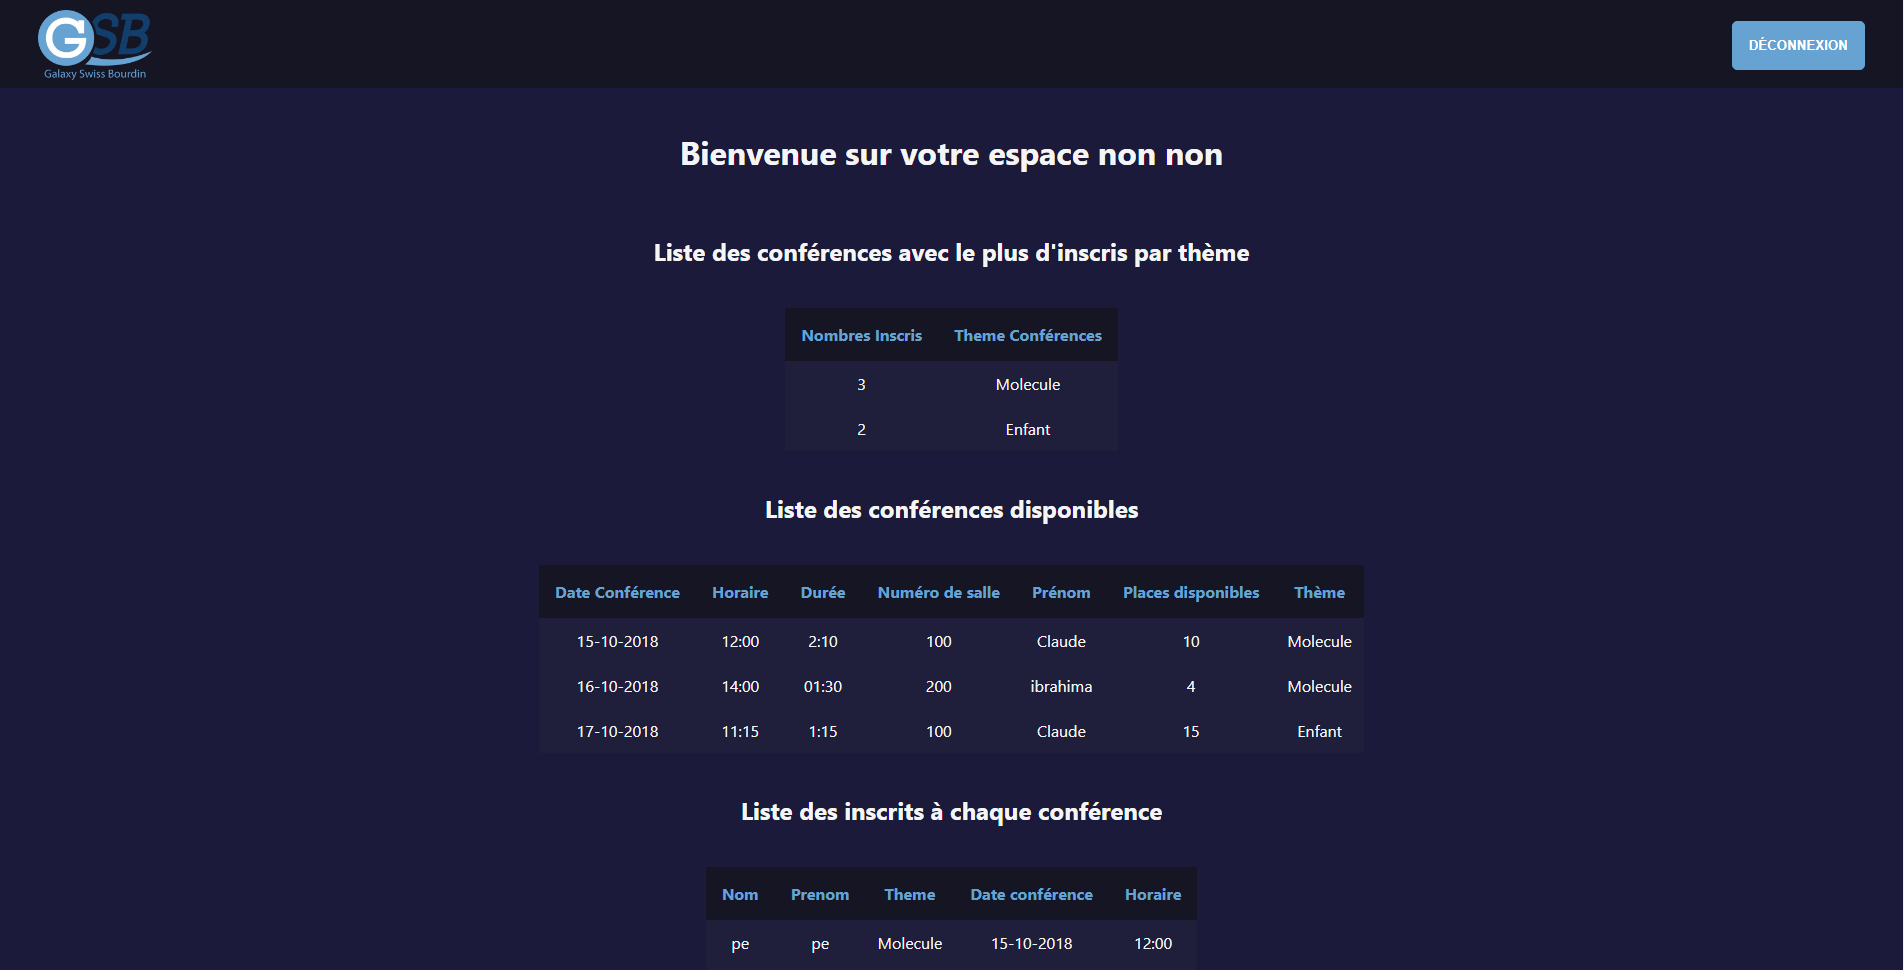 GSB
Galaxy Swiss Bourdin
DÉCONNEXION
Bienvenue sur votre espace non non
Liste des conférences avec le plus d'inscris par thème
Nombres Inscris Theme Conférences
3 Molecule
2 Enfant
Liste des conférences disponibles
Date Conférence Horaire Durée Numéro de salle Prénom Places disponibles Thème
15-10-2018 12:00 2:10 100 Claude 10 Molecule
16-10-2018 14:00 01:30 200 ibrahima 4 Molecule
17-10-2018 11:15 1:15 100 Claude 15 Enfant
Liste des inscrits à chaque conférence
Nom Prenom Theme Date conférence Horaire
pe pe Molecule 15-10-2018 12:00